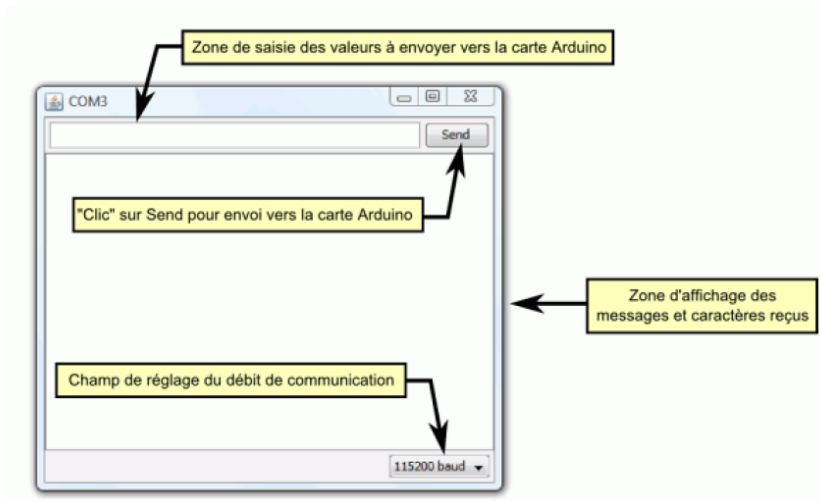 Zone de saisie des valeurs à envoyer vers la carte Arduino
COM3
Send
"Clic" sur Send pour envoi vers la carte Arduino
Zone d'affichage des
messages et caractères reçus
Champ de réglage du débit de communication
115200 baud